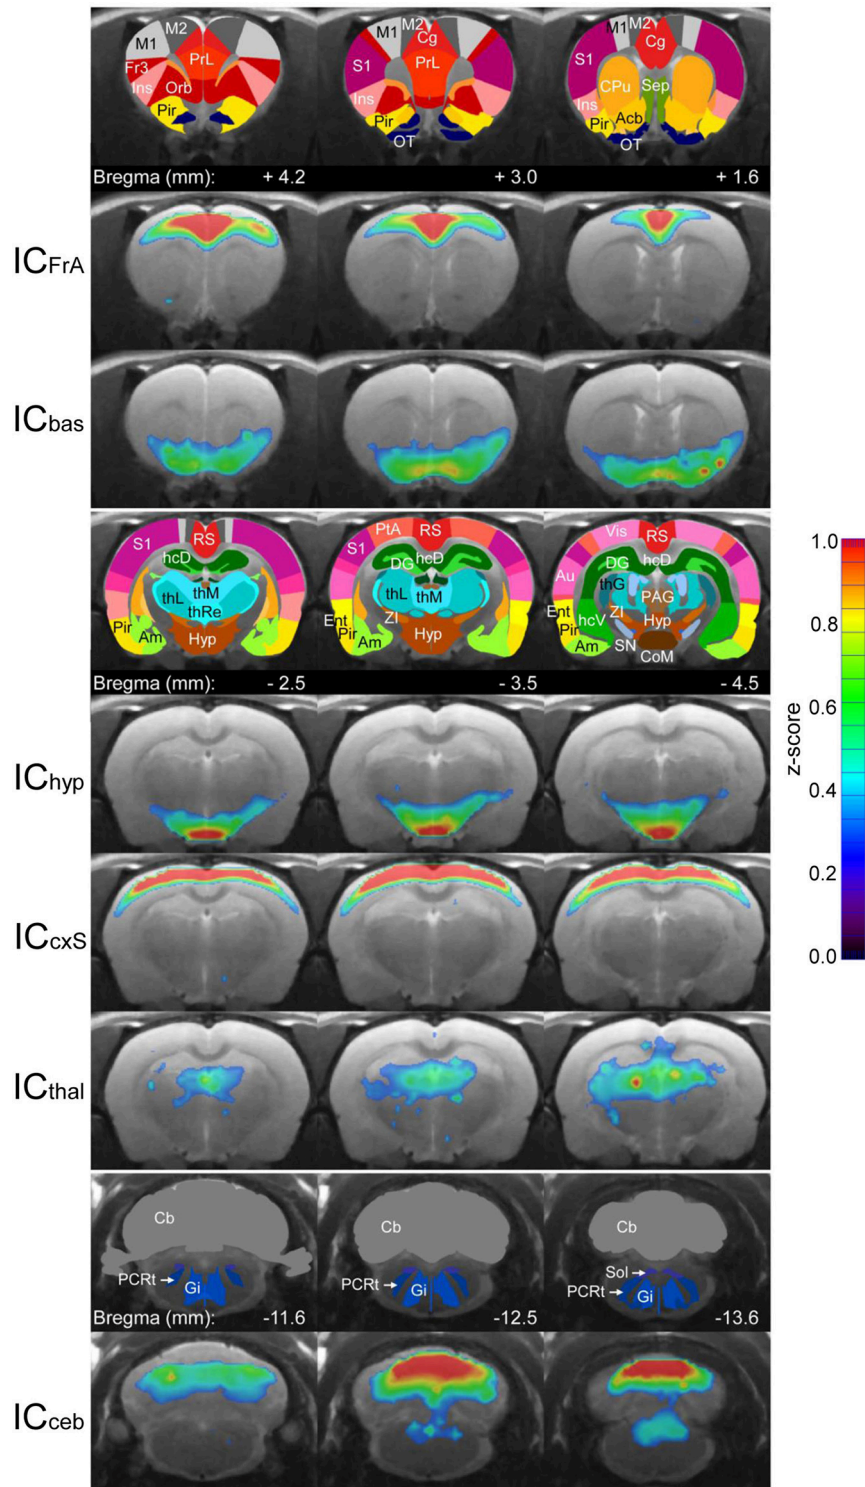 M1 M2 M2 M1 M1 M2
Cg Cg
Fr3 PrL S1 PrL S1
Ins Orb Ins CPu Sep
Ins
Pir Pir Pir Acb
OT OT
Bregma (mm): + 4.2 + 3.0 + 1.6
ICFrA
ICbas
RS PtA RS Vis RS
S1 hcD S1 DG hcD DG hcD
Au
thM thL thM thG PAG
thL thRe
Ent ZI Ent hcV ZI Hyp
Pir Am Hyp Pir Am Hyp Pir
Am SN CoM
Bregma (mm): - 2.5 - 3.5 - 4.5
1.0
0.8
0.6
z-score
0.4
0.2
0.0
IChyp
ICcxS
ICthal
Cb Cb Cb
Sol
PCRt Gi PCRt Gi PCRt Gi
Bregma (mm): -11.6 -12.5 -13.6
ICceb